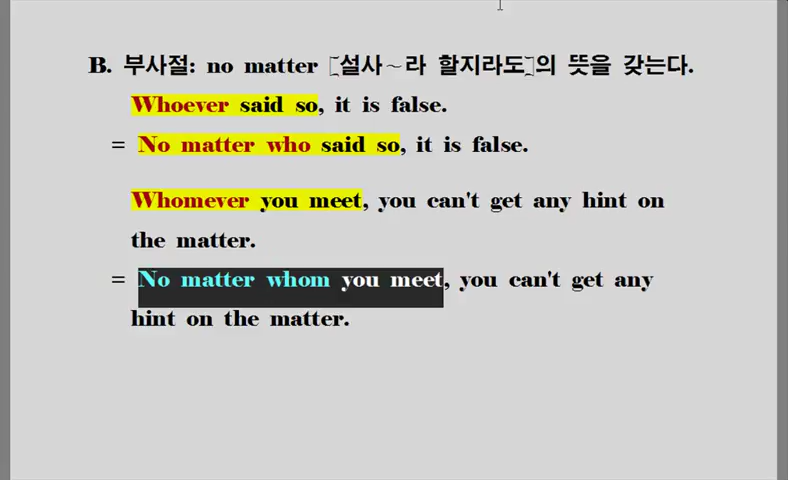 B. 부사절: no matter [설사~라 할지라도]의 뜻을 갖는다.
Whoever said so, it is false.
= No matter who said so, it is false.
Whomever you meet, you can't get any hint on
the matter.
= No matter whom you meet, you can't get any
hint on the matter.